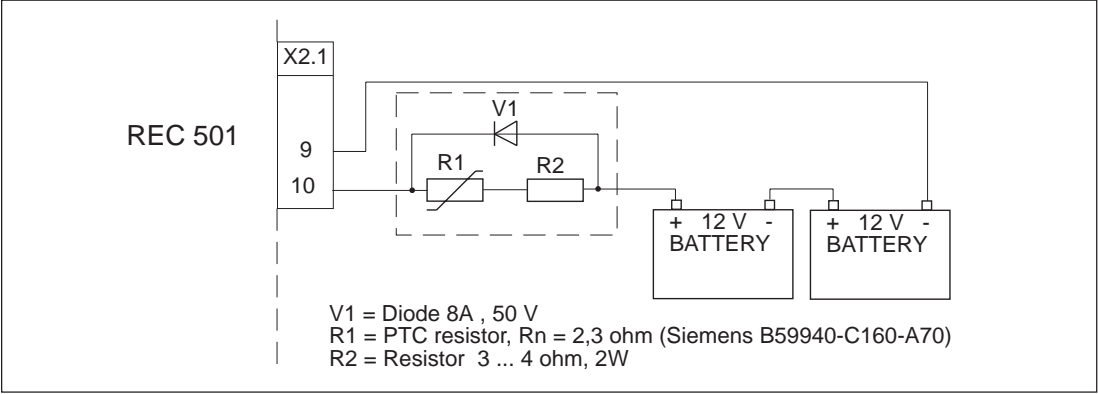 X2.1
REC 501
9
10
V1
R1
R2
+ 12 V -
BATTERY
+ 12 V -
BATTERY
V1 = Diode 8A , 50 V
R1 = PTC resistor, Rn = 2,3 ohm (Siemens B59940-C160-A70)
R2 = Resistor 3 ... 4 ohm, 2W